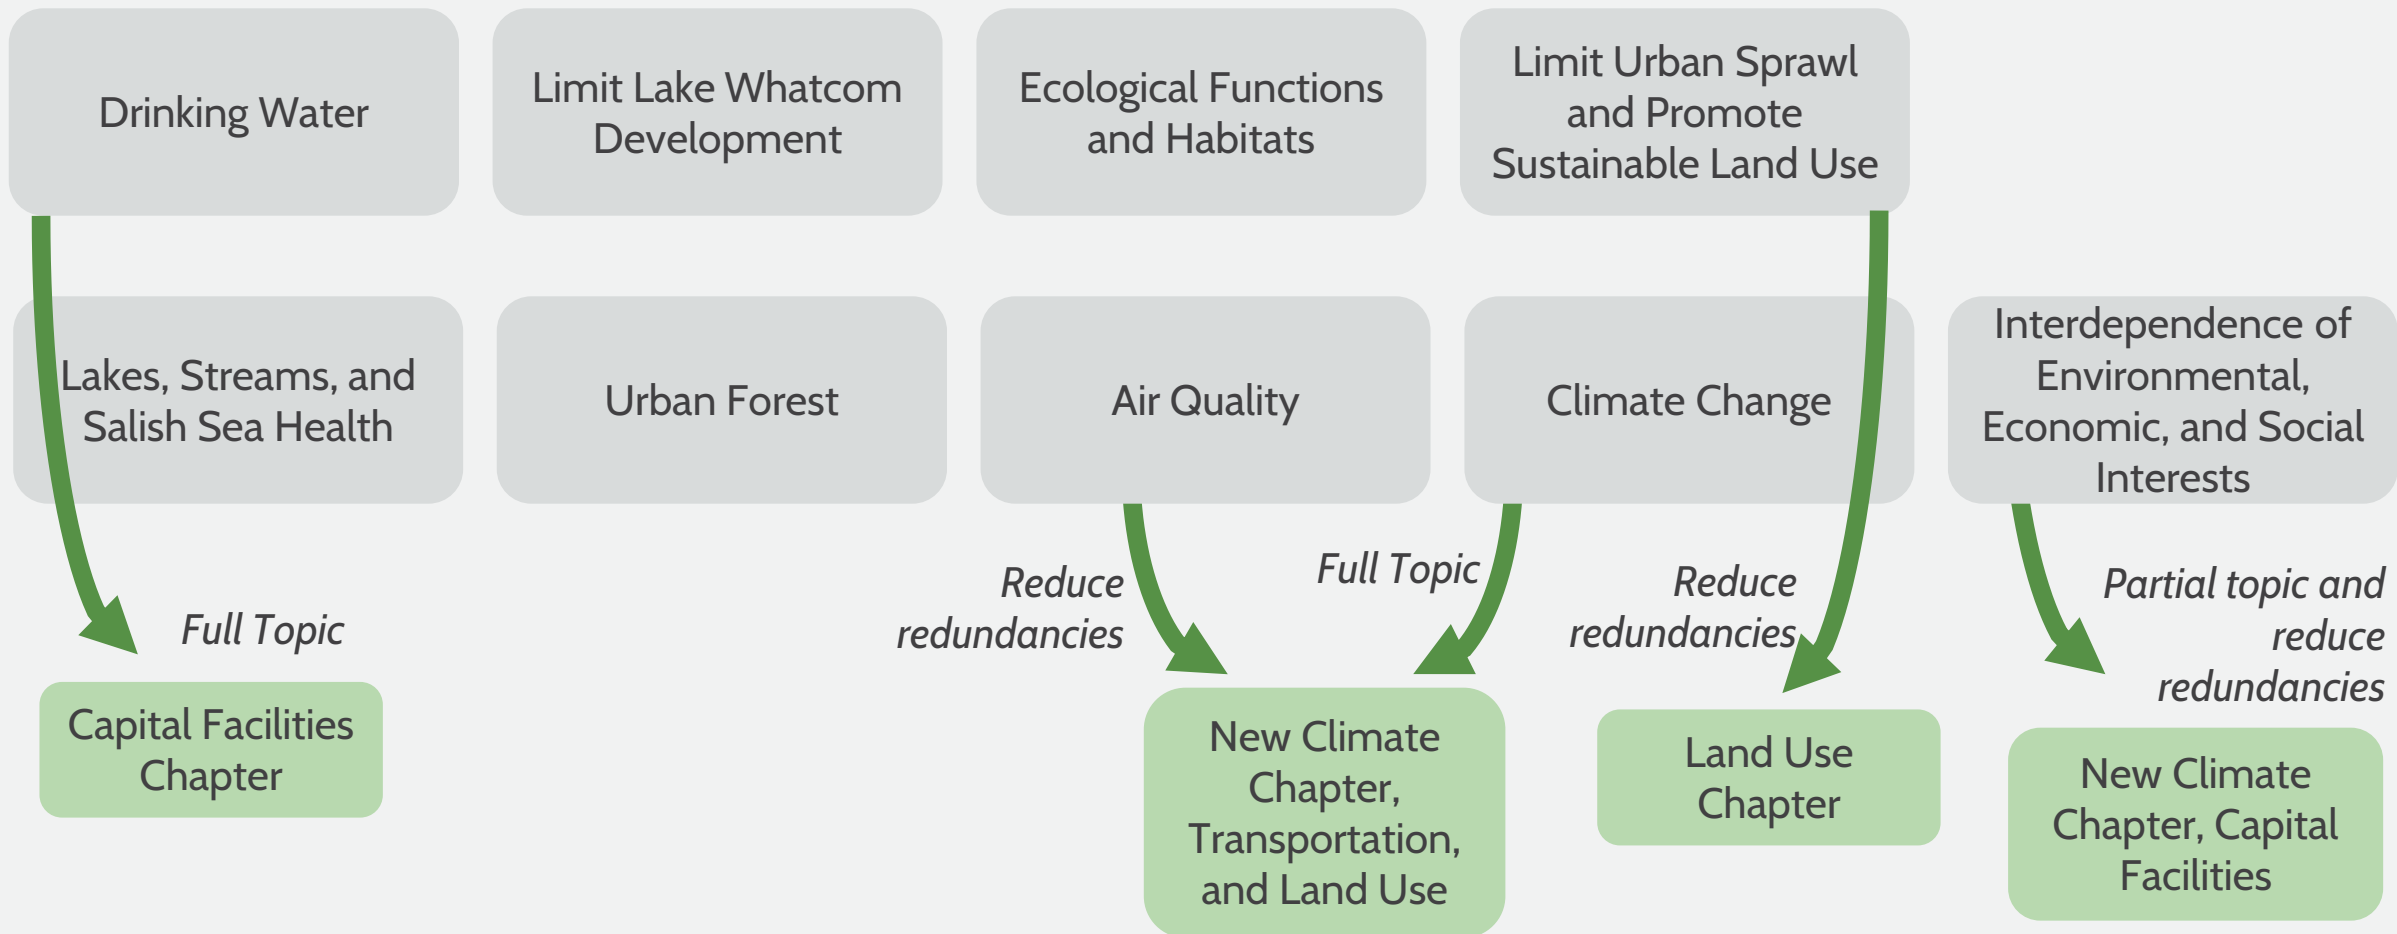 Drinking Water
Limit Lake Whatcom
Development
Ecological Functions
and Habitats
Limit Urban Sprawl
and Promote
Sustainable Land Use
Lakes, Streams, and
Salish Sea Health
Urban Forest
Air Quality
Climate Change
Interdependence of
Environmental,
Economic, and Social
Interests
Full Topic
Reduce
redundancies
Full Topic
Reduce
redundancies
Partial topic and
reduce
redundancies
Capital Facilities
Chapter
New Climate
Chapter,
Transportation,
and Land Use
Land Use
Chapter
New Climate
Chapter, Capital
Facilities